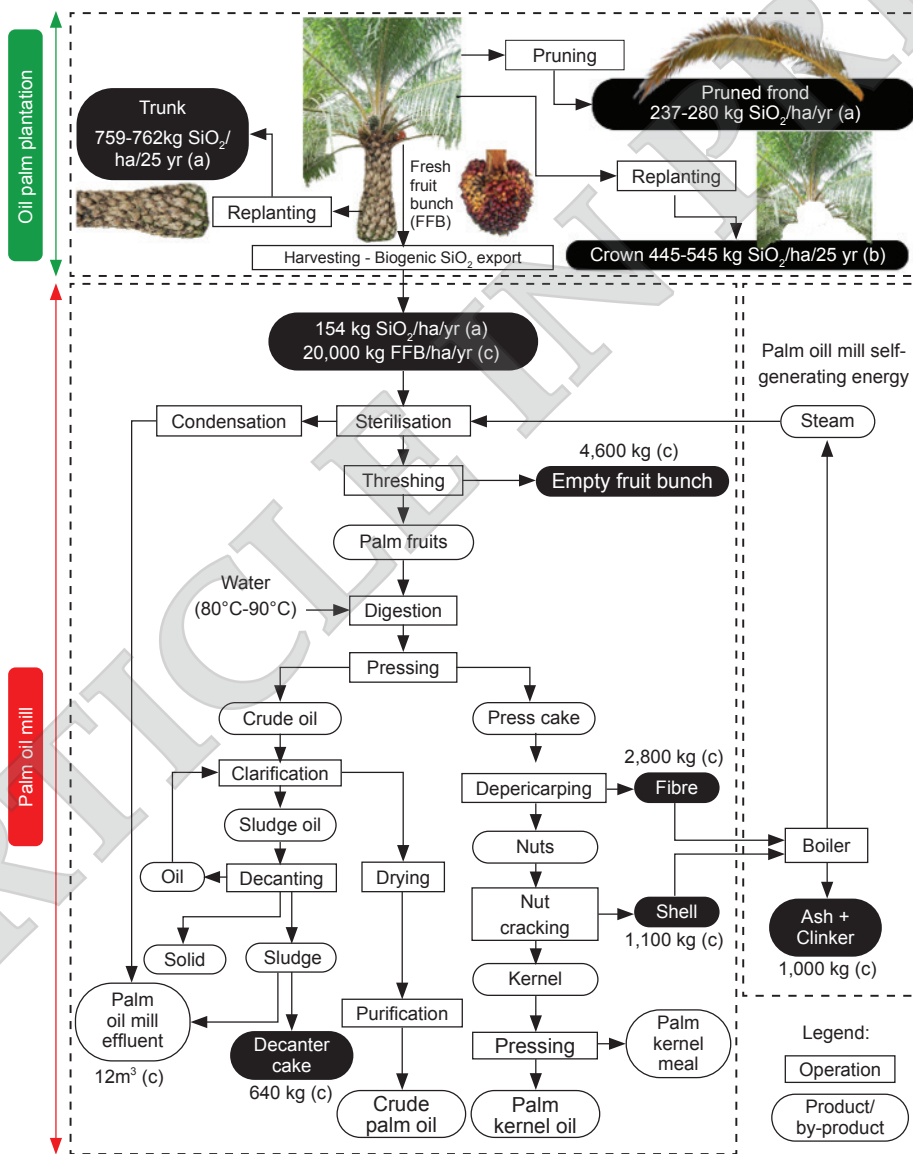 Oil palm plantation
Pruning
Pruned frond
237-280 kg SiO₂/ha/yr (a)
Trunk
759-762kg SiO₂/
ha/25 yr (a)
Fresh
fruit
bunch
(FFB)
Replanting
Replanting
Harvesting - Biogenic SiO₂ export
Crown 445-545 kg SiO₂/ha/25 yr (b)
Palm oil mill
154 kg SiO₂/ha/yr (a)
20,000 kg FFB/ha/yr (c)
Palm oill mill self-
generating energy
Condensation
Sterilisation
Steam
4,600 kg (c)
Threshing
Empty fruit bunch
Palm fruits
Water
(80°C-90°C)
Digestion
Pressing
Crude oil
Press cake
2,800 kg (c)
Clarification
Depericarping
Fibre
Sludge oil
Nuts
Boiler
Oil
Decanting
Drying
Nut
cracking
Shell
1,100 kg (c)
Ash +
Clinker
1,000 kg (c)
Solid
Sludge
Kernel
Palm
oil mill
effluent
12m³ (c)
Purification
Decanter
cake
640 kg (c)
Pressing
Palm
kernel
meal
Crude
palm oil
Palm
kernel oil
Legend:
Operation
Product/
by-product
ARTICLE IN PR